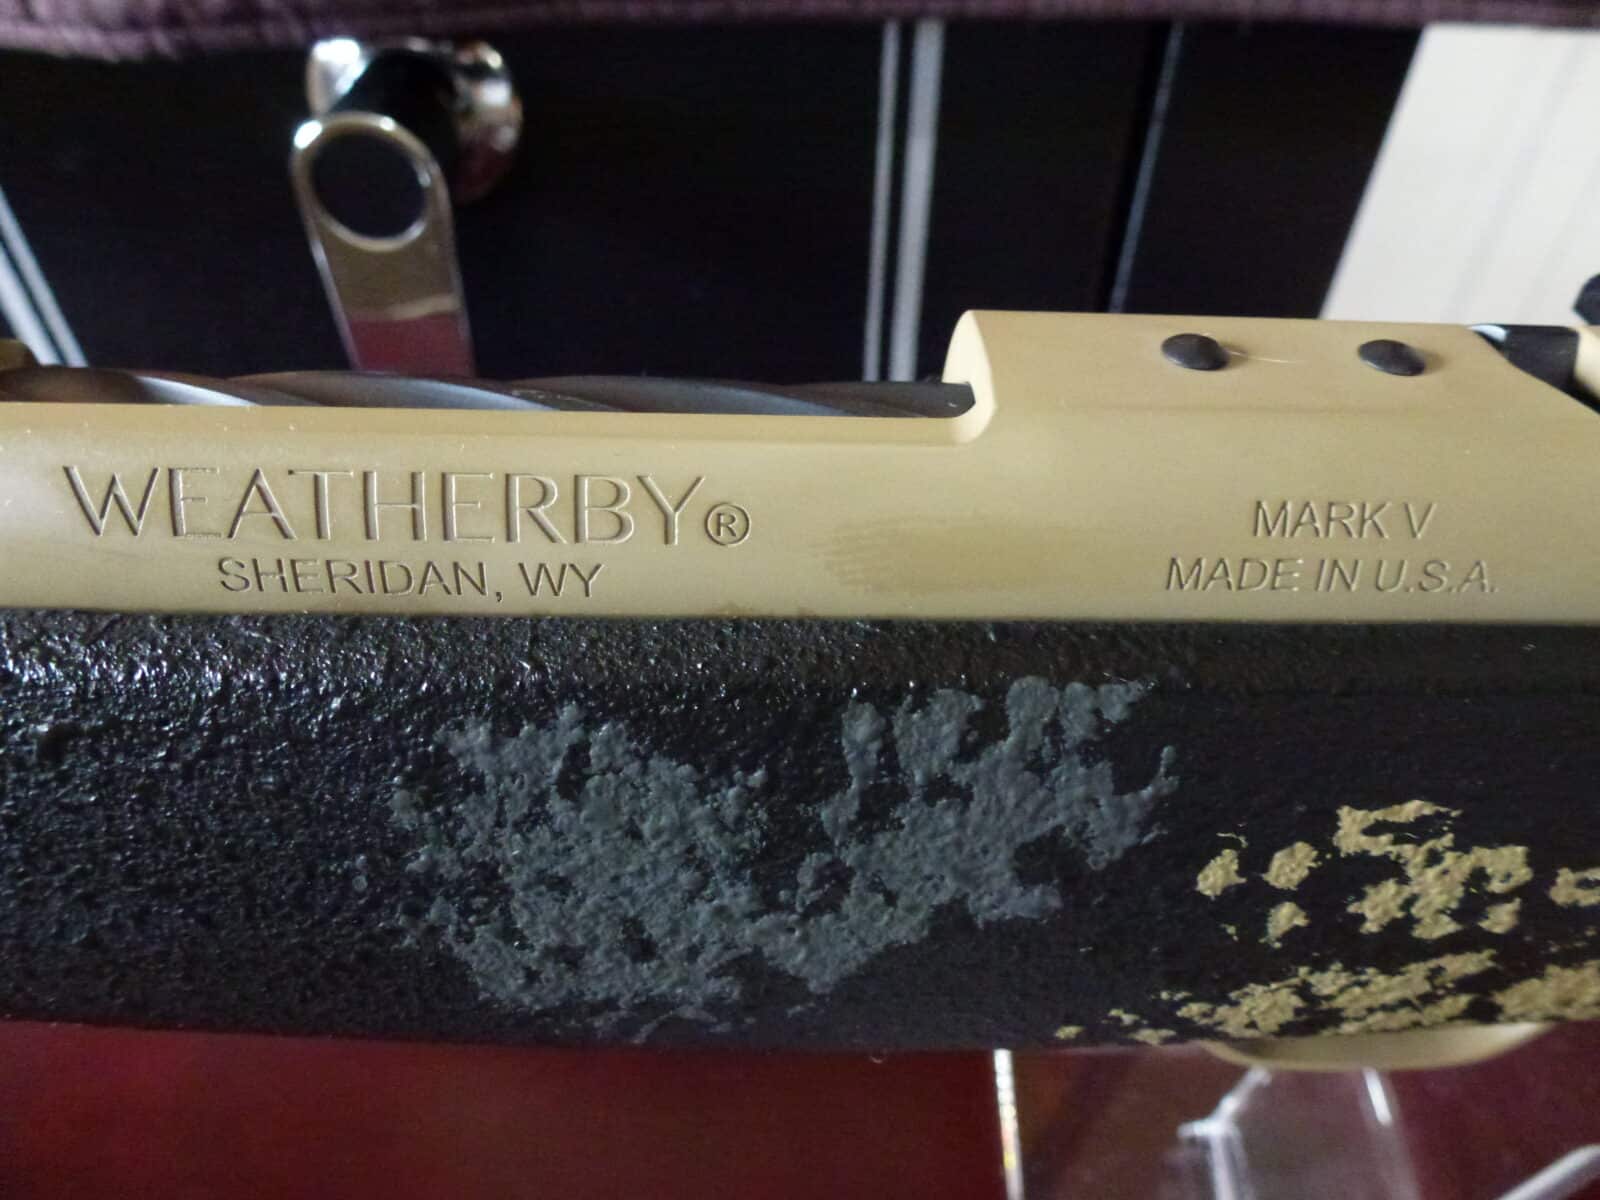 WEATHERBY®
SHERIDAN, WY
MARK V
MADE IN U.S.A.